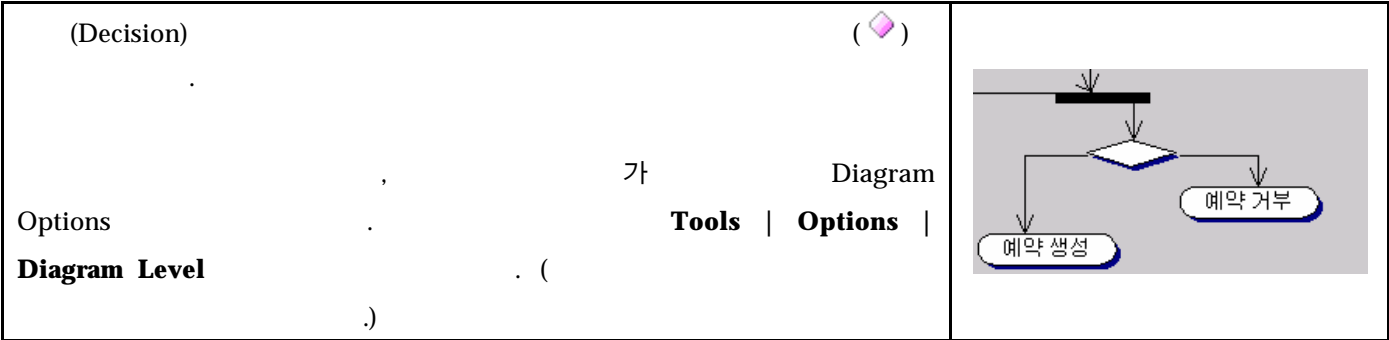 (Decision) ( )
.
, 가 Diagram
Options . Tools | Options |
Diagram Level . (
.)
예약 거부
예약 생성